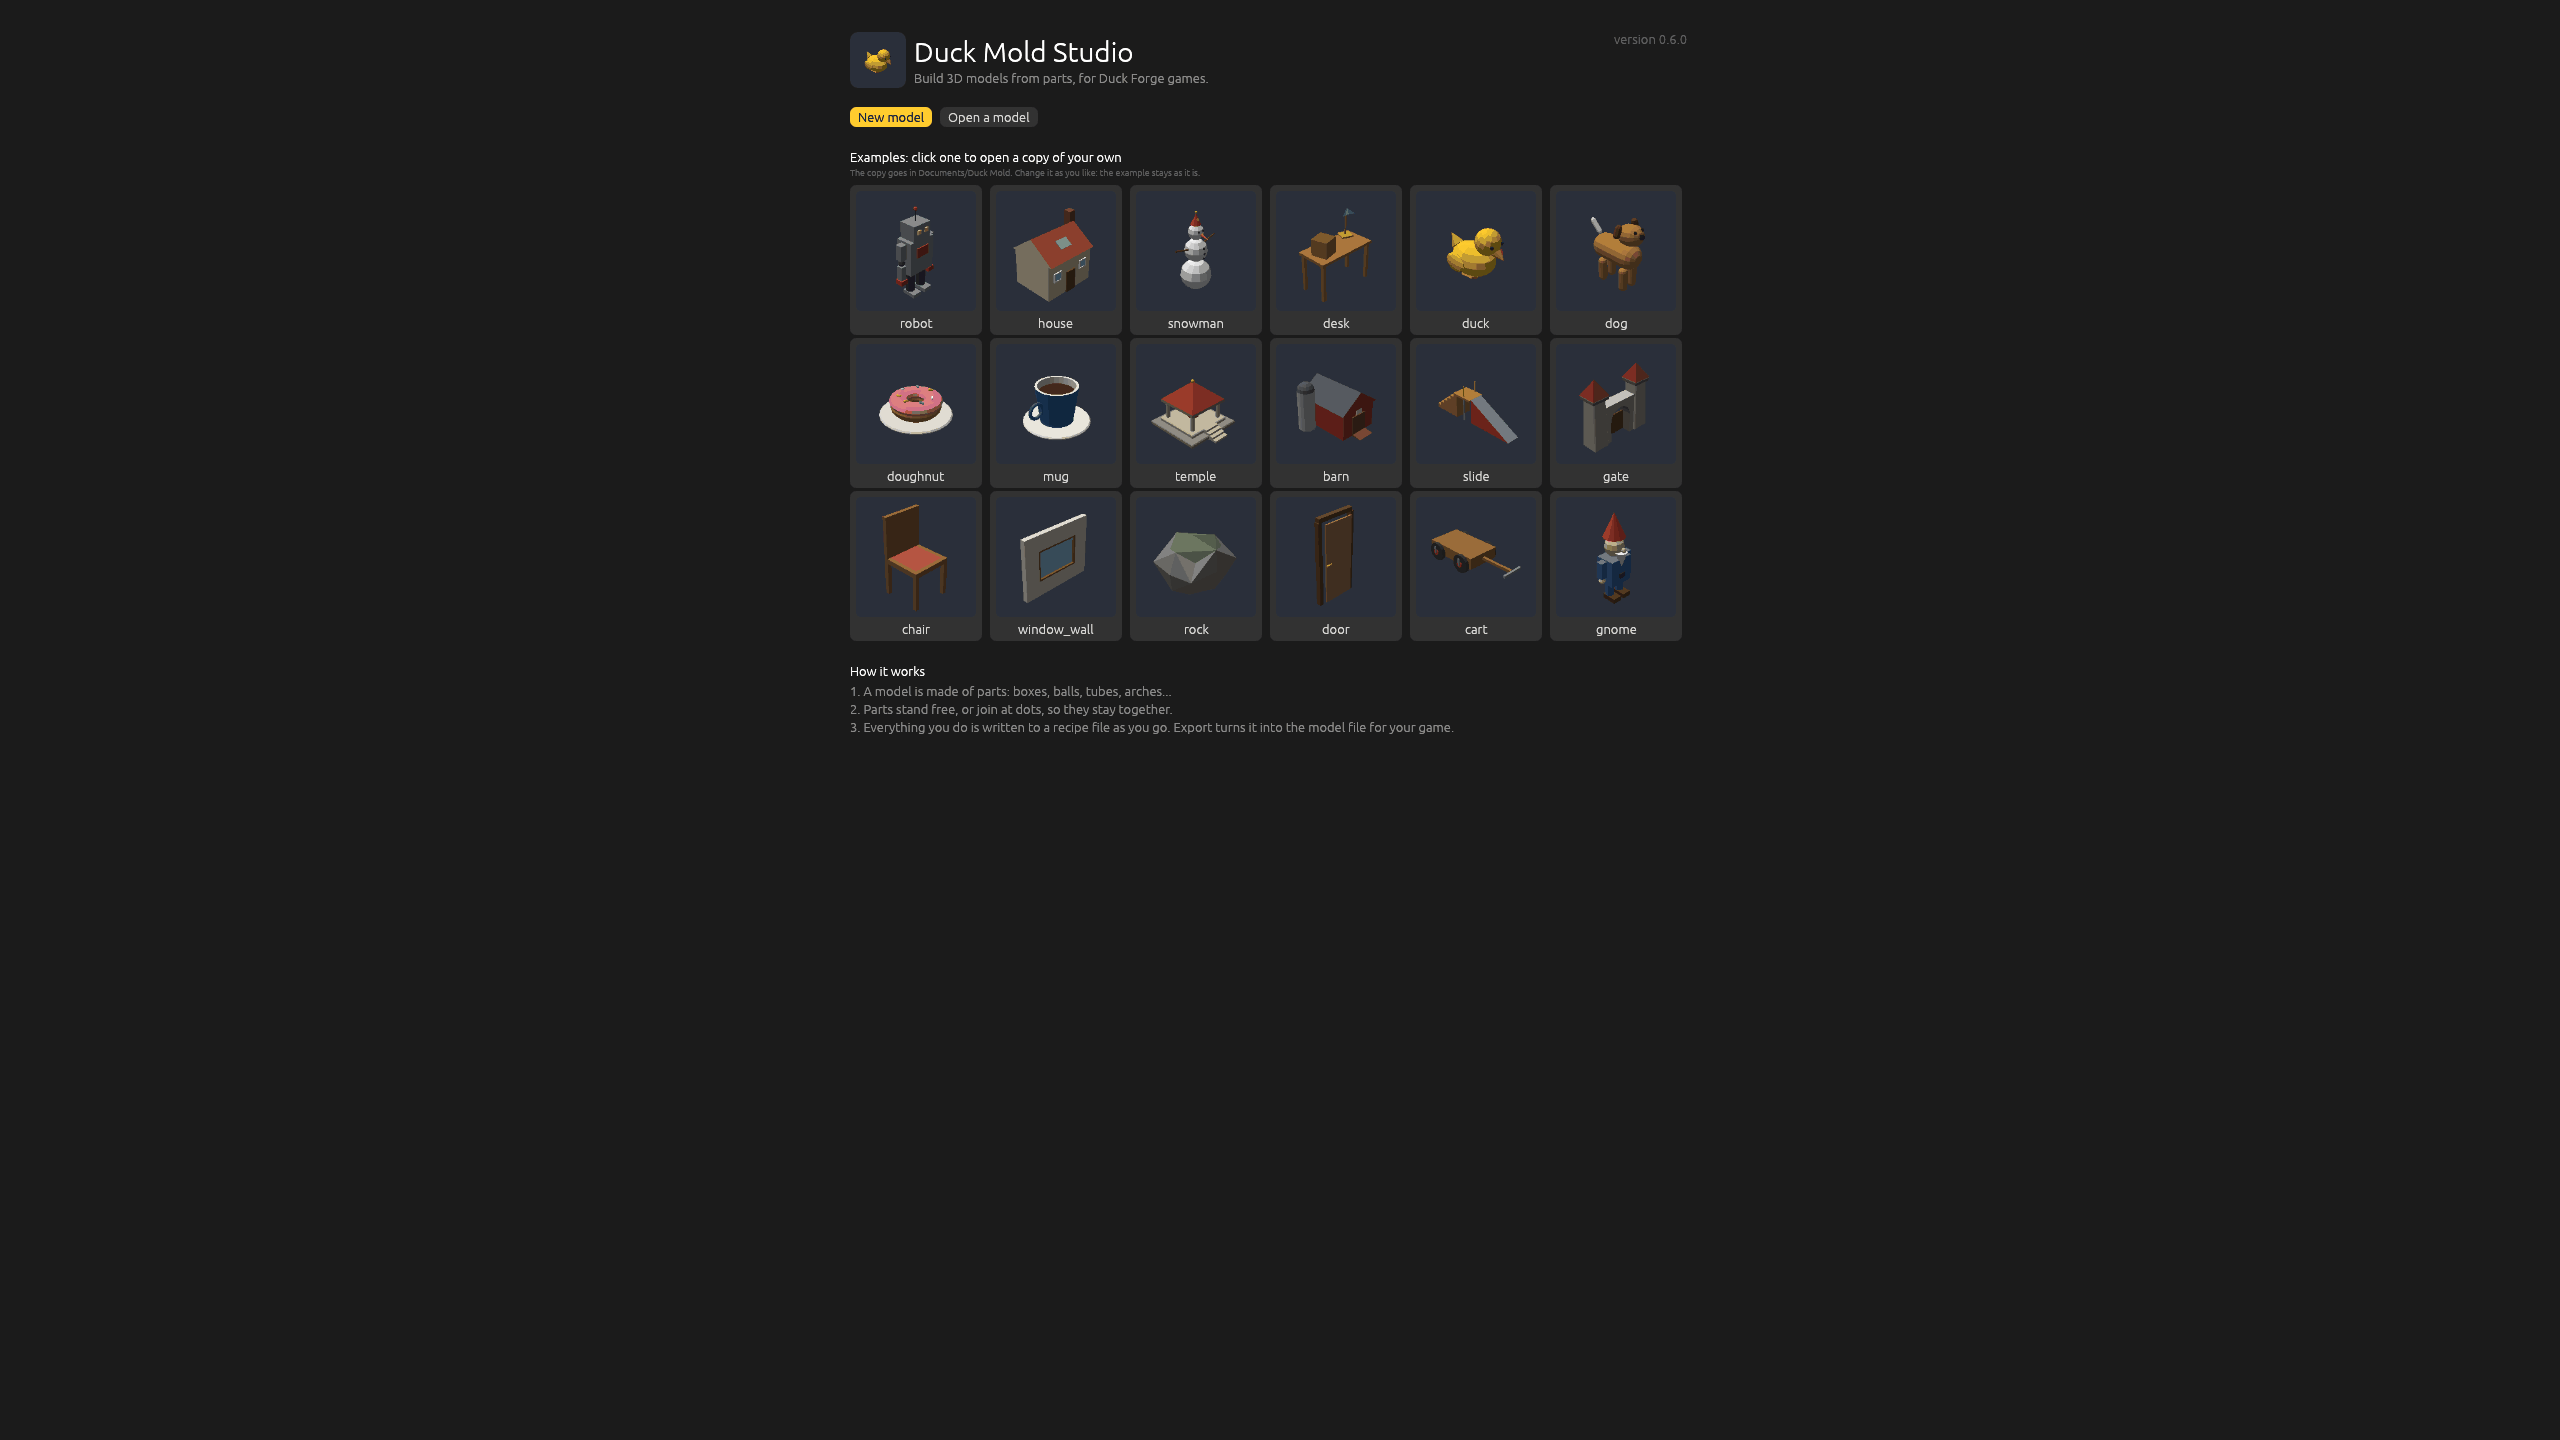 Duck Mold Studio
version 0.6.0
Build 3D models from parts, for Duck Forge games.
New model Open a model
Examples: click one to open a copy of your own
The copy goes in Documents/Duck Mold. Change it as you like: the example stays as it is.
robot house snowman desk duck dog
doughnut mug temple barn slide gate
chair window_wall rock door cart gnome
How it works
1. A model is made of parts: boxes, balls, tubes, arches...
2. Parts stand free, or join at dots, so they stay together.
3. Everything you do is written to a recipe file as you go. Export turns it into the model file for your game.